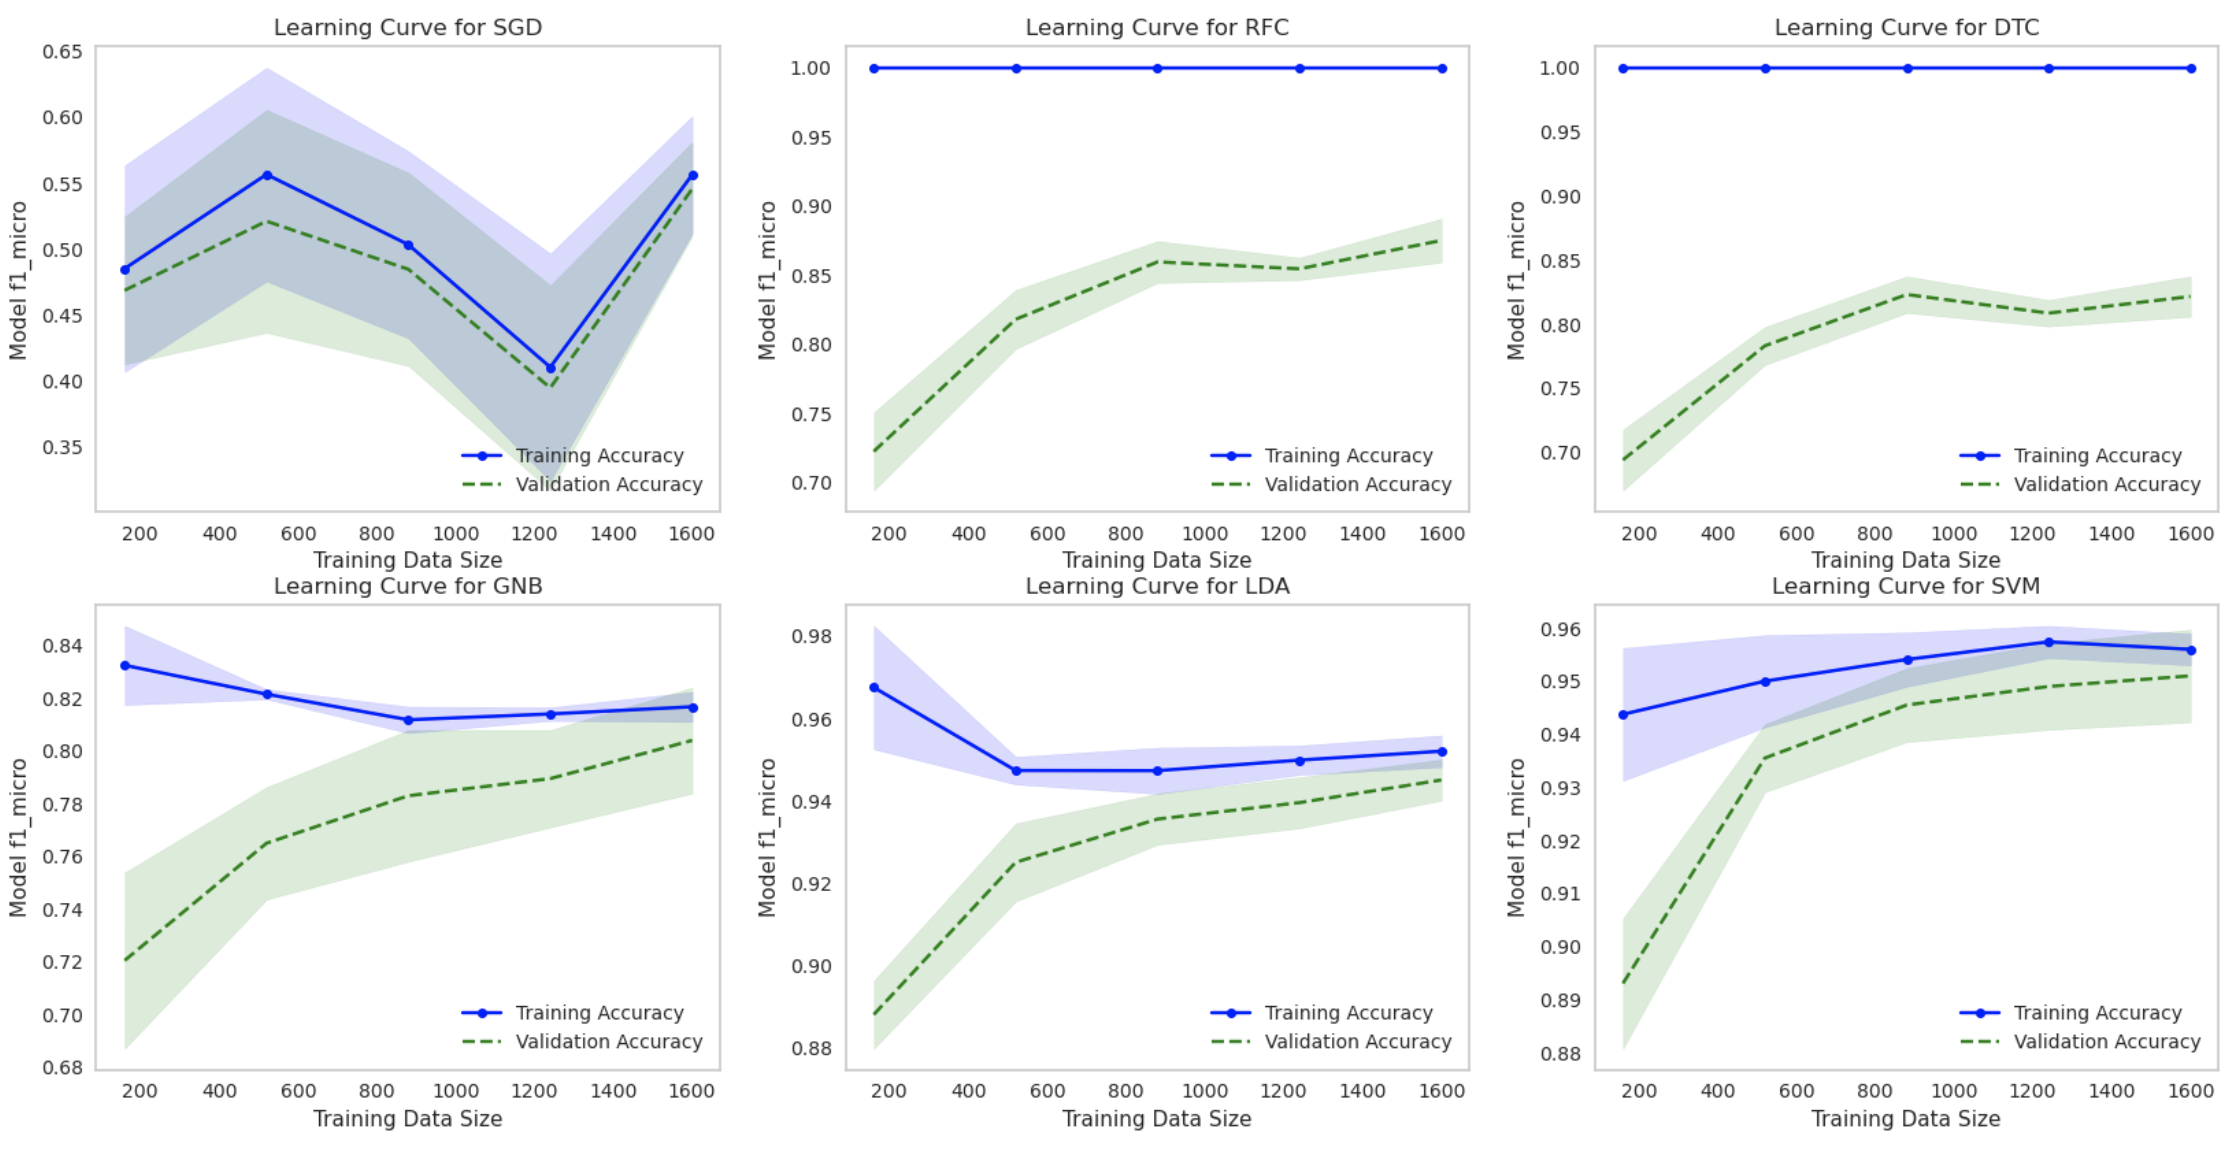 Learning Curve for SGD
Model f1_micro
0.65
0.60
0.55
0.50
0.45
0.40
0.35
Training Accuracy
Validation Accuracy
200 400 600 800 1000 1200 1400 1600
Training Data Size
Learning Curve for RFC
Model f1_micro
1.00
0.95
0.90
0.85
0.80
0.75
0.70
Training Accuracy
Validation Accuracy
200 400 600 800 1000 1200 1400 1600
Training Data Size
Learning Curve for DTC
Model f1_micro
1.00
0.95
0.90
0.85
0.80
0.75
0.70
Training Accuracy
Validation Accuracy
200 400 600 800 1000 1200 1400 1600
Training Data Size
Learning Curve for GNB
Model f1_micro
0.84
0.82
0.80
0.78
0.76
0.74
0.72
0.70
0.68
Training Accuracy
Validation Accuracy
200 400 600 800 1000 1200 1400 1600
Training Data Size
Learning Curve for LDA
Model f1_micro
0.98
0.96
0.94
0.92
0.90
0.88
Training Accuracy
Validation Accuracy
200 400 600 800 1000 1200 1400 1600
Training Data Size
Learning Curve for SVM
Model f1_micro
0.96
0.95
0.94
0.93
0.92
0.91
0.90
0.89
0.88
Training Accuracy
Validation Accuracy
200 400 600 800 1000 1200 1400 1600
Training Data Size